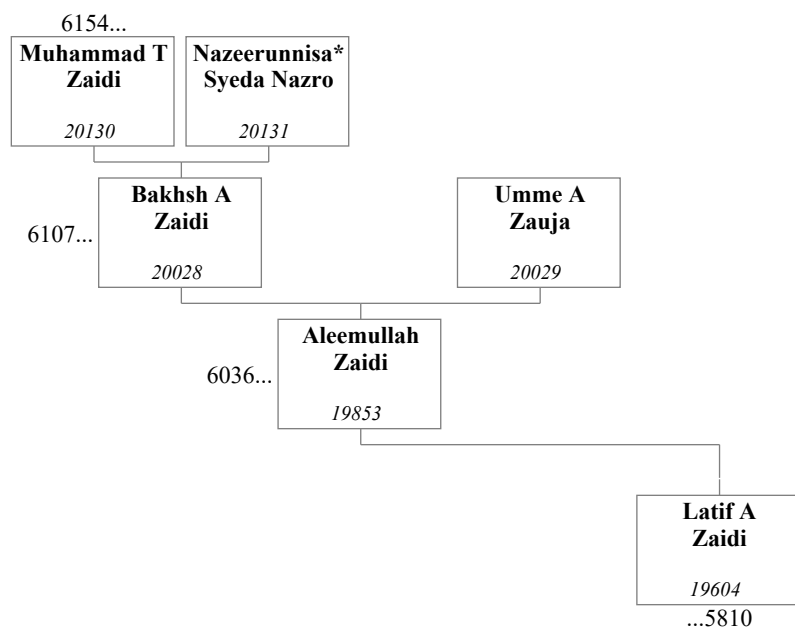 6154...
Muhammad T
Zaidi
20130
Nazeerunnisa*
Syeda Nazro
20131
Bakhsh A
Zaidi
20028
6107...
Umme A
Zauja
20029
Aleemullah
Zaidi
19853
6036...
Latif A
Zaidi
19604
...5810